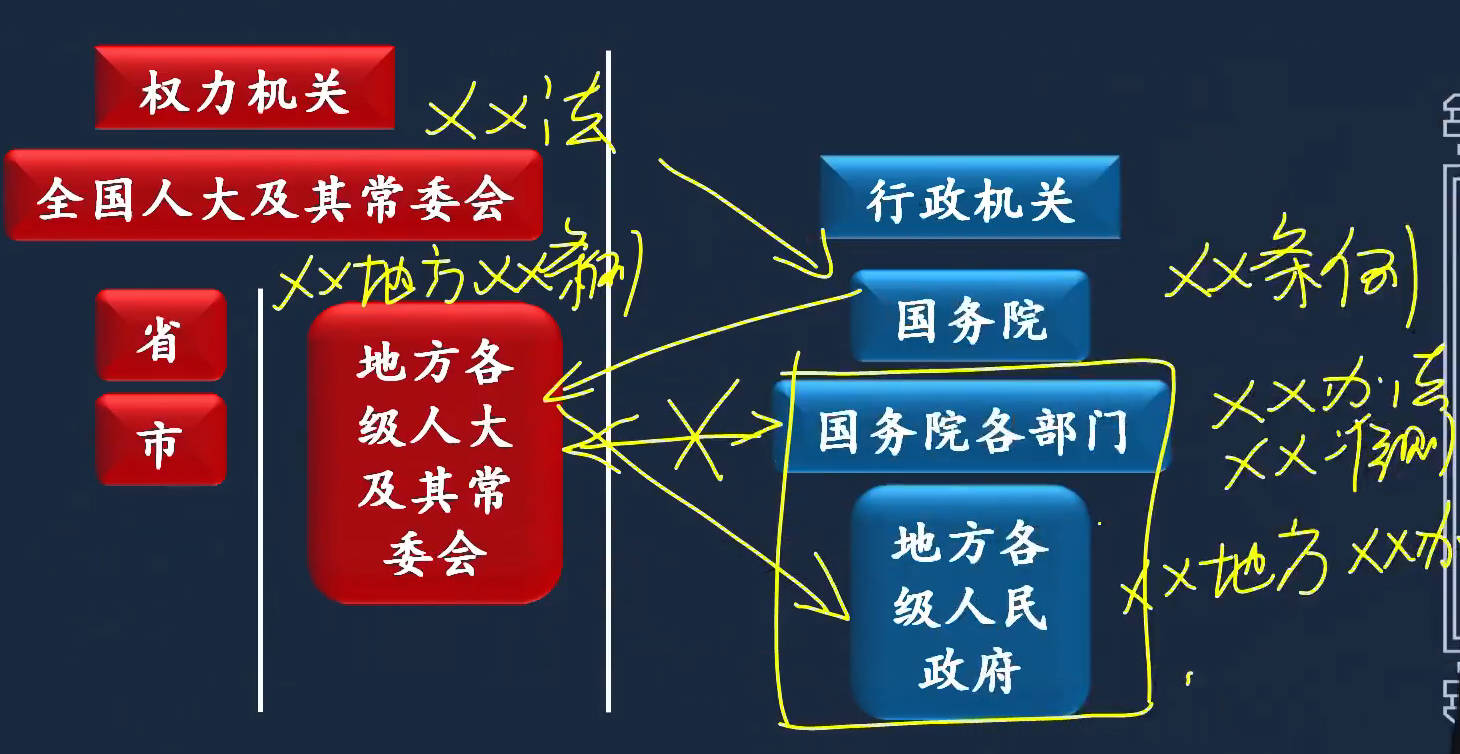 权力机关
XX法
全国人大及其常委会
行政机关
XX地方XX条例
XX条例
省
市
地方各
级人大
及其常
委会
国务院
XX办法
国务院各部门
XX准则
地方各
级人民
政府
XX地方XX办